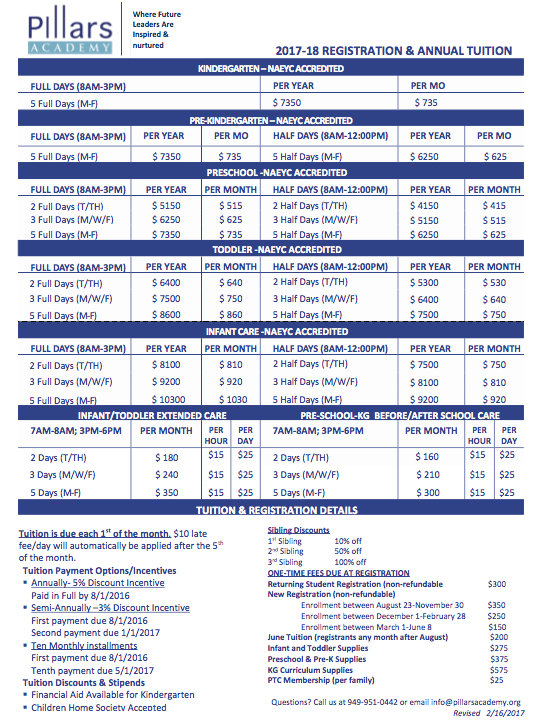 Pillars
ACADEMY
Where Future
Leaders Are
Inspired &
nurtured
2017-18 REGISTRATION & ANNUAL TUITION
KINDERGARTEN – NAEYC ACCREDITED
FULL DAYS (8AM-3PM) PER YEAR PER MO
5 Full Days (M-F) $ 7350 $ 735
PRE-KINDERGARTEN – NAEYC ACCREDITED
FULL DAYS (8AM-3PM) PER YEAR PER MO HALF DAYS (8AM-12:00PM) PER YEAR PER MO
5 Full Days (M-F) $ 7350 $ 735 5 Half Days (M-F) $ 6250 $ 625
PRESCHOOL -NAEYC ACCREDITED
FULL DAYS (8AM-3PM) PER YEAR PER MONTH HALF DAYS (8AM-12:00PM) PER YEAR PER MONTH
2 Full Days (T/TH) $ 5150 $ 515 2 Half Days (T/TH) $ 4150 $ 415
3 Full Days (M/W/F) $ 6250 $ 625 3 Half Days (M/W/F) $ 5150 $ 515
5 Full Days (M-F) $ 7350 $ 735 5 Half Days (M-F) $ 6250 $ 625
TODDLER -NAEYC ACCREDITED
FULL DAYS (8AM-3PM) PER YEAR PER MONTH HALF DAYS (8AM-12:00PM) PER YEAR PER MONTH
2 Full Days (T/TH) $ 6400 $ 640 2 Half Days (T/TH) $ 5300 $ 530
3 Full Days (M/W/F) $ 7500 $ 750 3 Half Days (M/W/F) $ 6400 $ 640
5 Full Days (M-F) $ 8600 $ 860 5 Half Days (M-F) $ 7500 $ 750
INFANT CARE -NAEYC ACCREDITED
FULL DAYS (8AM-3PM) PER YEAR PER MONTH HALF DAYS (8AM-12:00PM) PER YEAR PER MONTH
2 Full Days (T/TH) $ 8100 $ 810 2 Half Days (T/TH) $ 7500 $ 750
3 Full Days (M/W/F) $ 9200 $ 920 3 Half Days (M/W/F) $ 8100 $ 810
5 Full Days (M-F) $ 10300 $ 1030 5 Half Days (M-F) $ 9200 $ 920
INFANT/TODDLER EXTENDED CARE PRE-SCHOOL-KG BEFORE/AFTER SCHOOL CARE
7AM-8AM; 3PM-6PM PER MONTH PER HOUR PER DAY 7AM-8AM; 3PM-6PM PER MONTH PER HOUR PER DAY
2 Days (T/TH) $ 180 $15 $25 2 Days (T/TH) $ 160 $15 $25
3 Days (M/W/F) $ 240 $15 $25 3 Days (M/W/F) $ 210 $15 $25
5 Days (M-F) $ 350 $15 $25 5 Days (M-F) $ 300 $15 $25
TUITION & REGISTRATION DETAILS
Tuition is due each 1st of the month. $10 late
fee/day will automatically be applied after the 5th
of the month.
Tuition Payment Options/Incentives
▪ Annually- 5% Discount Incentive
Paid in Full by 8/1/2016
▪ Semi-Annually –3% Discount Incentive
First payment due 8/1/2016
Second payment due 1/1/2017
▪ Ten Monthly installments
First payment due 8/1/2016
Tenth payment due 5/1/2017
Tuition Discounts & Stipends
▪ Financial Aid Available for Kindergarten
▪ Children Home Society Accepted
Sibling Discounts
1st Sibling 10% off
2nd Sibling 50% off
3rd Sibling 100% off
ONE-TIME FEES DUE AT REGISTRATION
Returning Student Registration (non-refundable $300
New Registration (non-refundable)
Enrollment between August 23-November 30 $350
Enrollment between December 1-February 28 $250
Enrollment between March 1-June 8 $150
June Tuition (registrants any month after August) $200
Infant and Toddler Supplies $275
Preschool & Pre-K Supplies $375
KG Curriculum Supplies $575
PTC Membership (per family) $25
Questions? Call us at 949-951-0442 or email info@pillarsacademy.org
Revised 2/16/2017